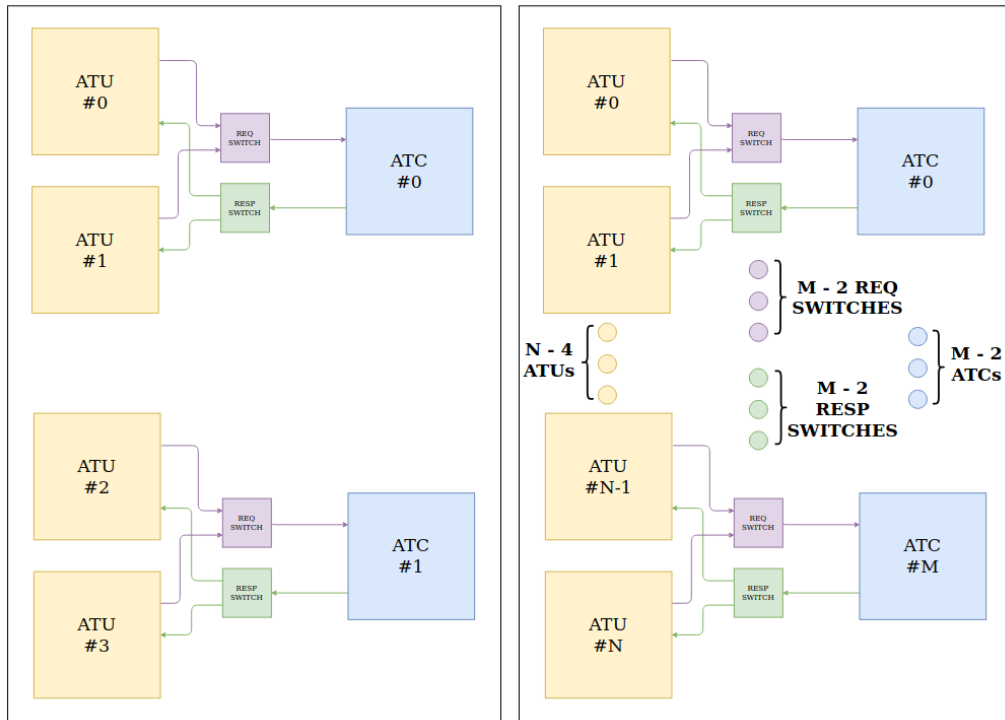 ATU
#0
REQ
SWITCH
ATC
#0
RESP
SWITCH
ATU
#1
ATU
#2
REQ
SWITCH
ATC
#1
RESP
SWITCH
ATU
#3
ATU
#0
REQ
SWITCH
ATC
#0
RESP
SWITCH
ATU
#1
M - 2 REQ
SWITCHES
N - 4
ATUs
M - 2
ATCs
M - 2
RESP
SWITCHES
ATU
#N-1
REQ
SWITCH
ATC
#M
RESP
SWITCH
ATU
#N